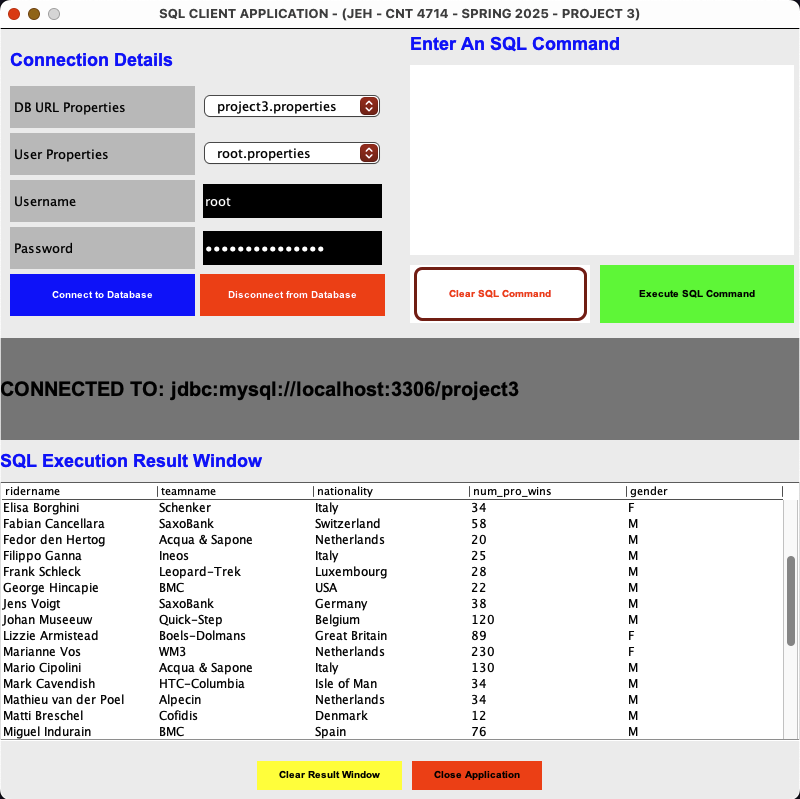 SQL CLIENT APPLICATION - (JEH - CNT 4714 - SPRING 2025 - PROJECT 3)
Connection Details
DB URL Properties project3.properties
User Properties root.properties
Username root
Password ●●●●●●●●●●●●●●●
Connect to Database Disconnect from Database
Enter An SQL Command
Clear SQL Command Execute SQL Command
CONNECTED TO: jdbc:mysql://localhost:3306/project3
SQL Execution Result Window
ridername teamname nationality num_pro_wins gender
Elisa Borghini Schenker Italy 34 F
Fabian Cancellara SaxoBank Switzerland 58 M
Fedor den Hertog Acqua & Sapone Netherlands 20 M
Filippo Ganna Ineos Italy 25 M
Frank Schleck Leopard-Trek Luxembourg 28 M
George Hincapie BMC USA 22 M
Jens Voigt SaxoBank Germany 38 M
Johan Museeuw Quick-Step Belgium 120 M
Lizzie Armistead Boels-Dolmans Great Britain 89 F
Marianne Vos WM3 Netherlands 230 F
Mario Cipolini Acqua & Sapone Italy 130 M
Mark Cavendish HTC-Columbia Isle of Man 34 M
Mathieu van der Poel Alpecin Netherlands 34 M
Matti Breschel Cofidis Denmark 12 M
Miguel Indurain BMC Spain 76 M
Clear Result Window Close Application